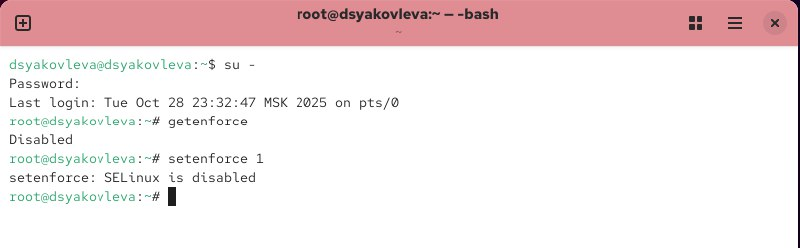 root@dsyakovleva:~ — -bash
~
dsyakovleva@dsyakovleva:~$ su -
Password:
Last login: Tue Oct 28 23:32:47 MSK 2025 on pts/0
root@dsyakovleva:~# getenforce
Disabled
root@dsyakovleva:~# setenforce 1
setenforce: SELinux is disabled
root@dsyakovleva:~#